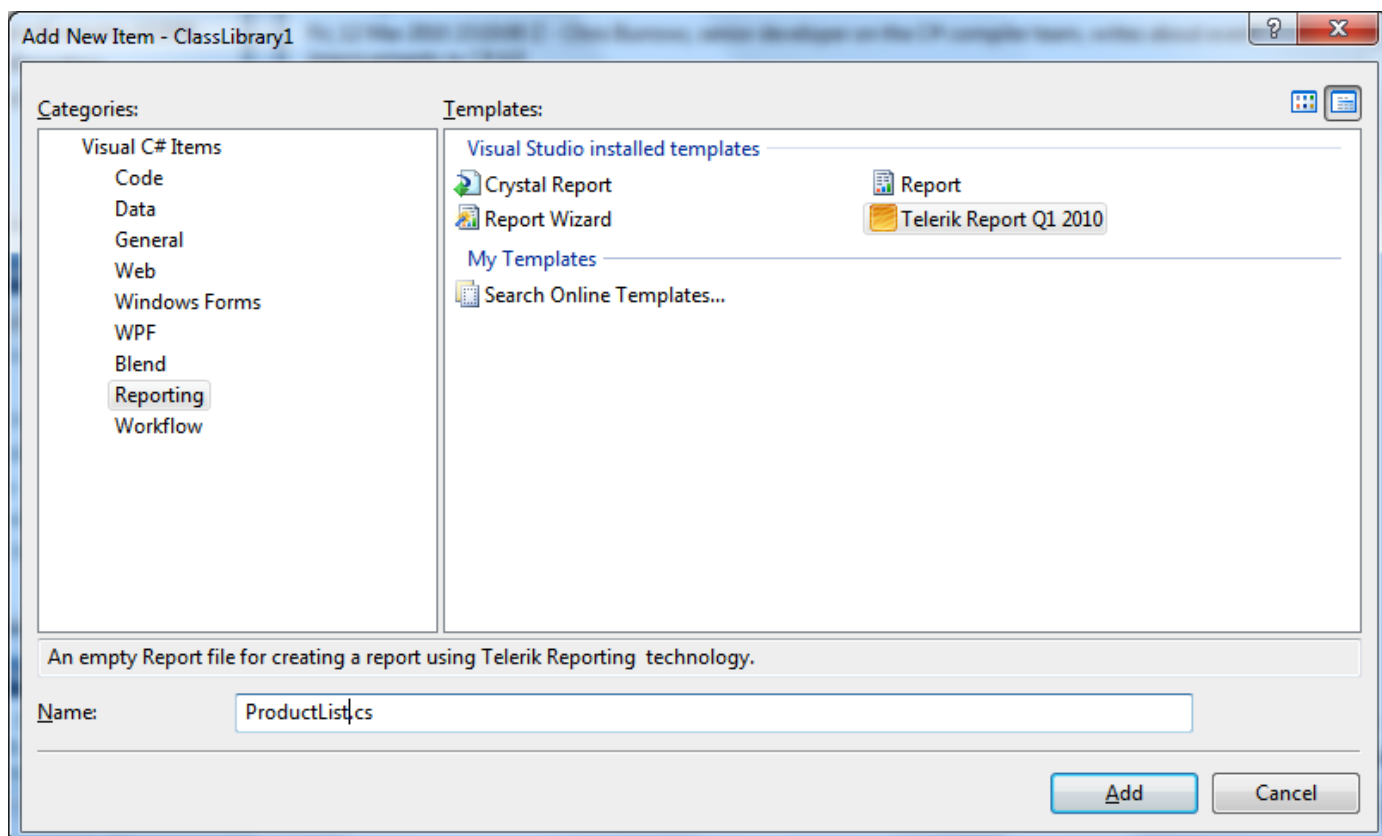 Add New Item - ClassLibrary1
Categories:
Templates:
Visual C# Items
Code
Data
General
Web
Windows Forms
WPF
Blend
Reporting
Workflow
Visual Studio installed templates
Crystal Report
Report
Report Wizard
Telerik Report Q1 2010
My Templates
Search Online Templates...
An empty Report file for creating a report using Telerik Reporting  technology.
Name:
ProductList.cs
Add
Cancel